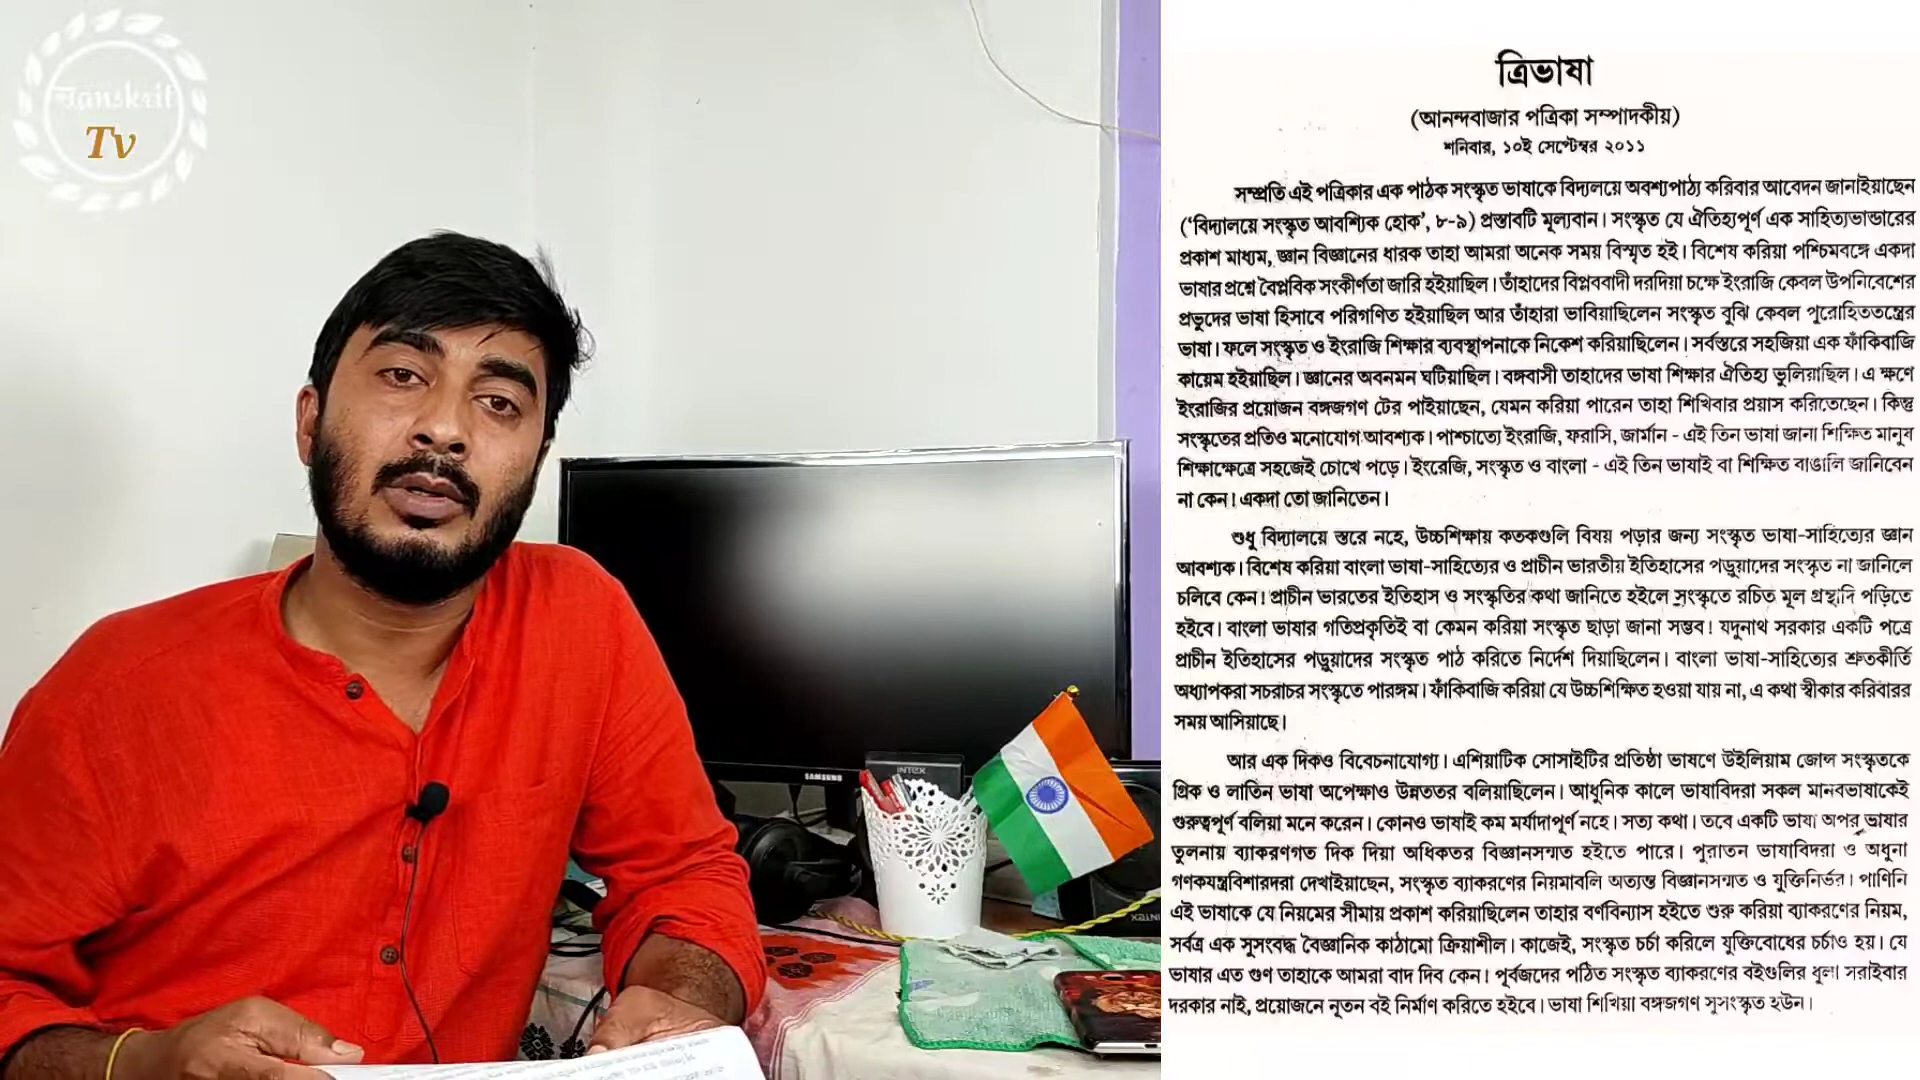 Sanskrit
Tv
ত্রিভাষা
(আনন্দবাজার পত্রিকা সম্পাদকীয়)
শনিবার, ১০ই সেপ্টেম্বর ২০১১
সম্প্রতি এই পত্রিকার এক পাঠক সংস্কৃত ভাষাকে বিদ্যলয়ে অবশ্যপাঠ্য করিবার আবেদন জানাইয়াছেন
('বিদ্যালয়ে সংস্কৃত আবশ্যিক হোক', ৮-৯) প্রস্তাবটি মূল্যবান। সংস্কৃত যে ঐতিহ্যপূর্ণ এক সাহিত্যভান্ডারের
প্রকাশ মাধ্যম, জ্ঞান বিজ্ঞানের ধারক তাহা আমরা অনেক সময় বিস্মৃত হই। বিশেষ করিয়া পশ্চিমবঙ্গে একদা
ভাষার প্রশ্নে বৈপ্লবিক সংকীর্ণতা জারি হইয়াছিল। তাঁহাদের বিপ্লববাদী দরদিয়া চক্ষে ইংরাজি কেবল উপনিবেশের
প্রভুদের ভাষা হিসাবে পরিগণিত হইয়াছিল আর তাঁহারা ভাবিয়াছিলেন সংস্কৃত বুঝি কেবল পুরোহিততন্ত্রের
ভাষা। ফলে সংস্কৃত ও ইংরাজি শিক্ষার ব্যবস্থাপনাকে নিকেশ করিয়াছিলেন। সর্বস্তরে সহজিয়া এক ফাঁকিবাজি
কায়েম হইয়াছিল। জ্ঞানের অবনমন ঘটিয়াছিল। বঙ্গবাসী তাহাদের ভাষা শিক্ষার ঐতিহ্য ভুলিয়াছিল। এ ক্ষণে
ইংরাজির প্রয়োজন বঙ্গজগণ টের পাইয়াছেন, যেমন করিয়া পারেন তাহা শিখিবার প্রয়াস করিতেছেন। কিন্তু
সংস্কৃতের প্রতিও মনোযোগ আবশ্যক। পাশ্চাত্যে ইংরাজি, ফরাসি, জার্মান - এই তিন ভাষা জানা শিক্ষিত মানুষ
শিক্ষাক্ষেত্রে সহজেই চোখে পড়ে। ইংরেজি, সংস্কৃত ও বাংলা - এই তিন ভাষাই বা শিক্ষিত বাঙালি জানিবেন
না কেন! একদা তো জানিতেন।
শুধু বিদ্যালয়ে স্তরে নহে, উচ্চশিক্ষায় কতকগুলি বিষয় পড়ার জন্য সংস্কৃত ভাষা-সাহিত্যের জ্ঞান
আবশ্যক। বিশেষ করিয়া বাংলা ভাষা-সাহিত্যের ও প্রাচীন ভারতীয় ইতিহাসের পড়ুয়াদের সংস্কৃত না জানিলে
চলিবে কেন! প্রাচীন ভারতের ইতিহাস ও সংস্কৃতির কথা জানিতে হইলে সংস্কৃতে রচিত মূল গ্রন্থাদি পড়িতে
হইবে। বাংলা ভাষার গতিপ্রকৃতিই বা কেমন করিয়া সংস্কৃত ছাড়া জানা সম্ভব! যদুনাথ সরকার একটি পত্রে
প্রাচীন ইতিহাসের পড়ুয়াদের সংস্কৃত পাঠ করিতে নির্দেশ দিয়াছিলেন। বাংলা ভাষা-সাহিত্যের শ্রুতকীর্তি
অধ্যাপকরা সচরাচর সংস্কৃতে পারঙ্গম। ফাঁকিবাজি করিয়া যে উচ্চশিক্ষিত হওয়া যায় না, এ কথা স্বীকার করিবারর
সময় আসিয়াছে।
আর এক দিকও বিবেচনাযোগ্য। এশিয়াটিক সোসাইটির প্রতিষ্ঠা ভাষণে উইলিয়াম জোন্স সংস্কৃতকে
গ্রিক ও লাতিন ভাষা অপেক্ষাও উন্নততর বলিয়াছিলেন। আধুনিক কালে ভাষাবিদরা সকল মানবভাষাকেই
গুরুত্বপূর্ণ বলিয়া মনে করেন। কোনও ভাষাই কম মর্যাদাপূর্ণ নহে। সত্য কথা। তবে একটি ভাষা অপর ভাষার
তুলনায় ব্যাকরণগত দিক দিয়া অধিকতর বিজ্ঞানসম্মত হইতে পারে। পুরাতন ভাষাবিদরা ও অধুনা
গণকযন্ত্রবিশারদরা দেখাইয়াছেন, সংস্কৃত ব্যাকরণের নিয়মাবলি অত্যন্ত বিজ্ঞানসম্মত ও যুক্তিনির্ভর। পাণিনি
এই ভাষাকে যে নিয়মের সীমায় প্রকাশ করিয়াছিলেন তাহার বর্ণবিন্যাস হইতে শুরু করিয়া ব্যাকরণের নিয়ম,
সর্বত্র এক সুসংবদ্ধ বৈজ্ঞানিক কাঠামো ক্রিয়াশীল। কাজেই, সংস্কৃত চর্চা করিলে যুক্তিবোধের চর্চাও হয়। যে
ভাষার এত গুণ তাহাকে আমরা বাদ দিব কেন। পূর্বজদের পঠিত সংস্কৃত ব্যাকরণের বইগুলির ধূলা সরাইবার
দরকার নাই, প্রয়োজনে নূতন বই নির্মাণ করিতে হইবে। ভাষা শিখিয়া বঙ্গজগণ সুসংস্কৃত হউন।
SAMSUNG
INTEX
INTEX